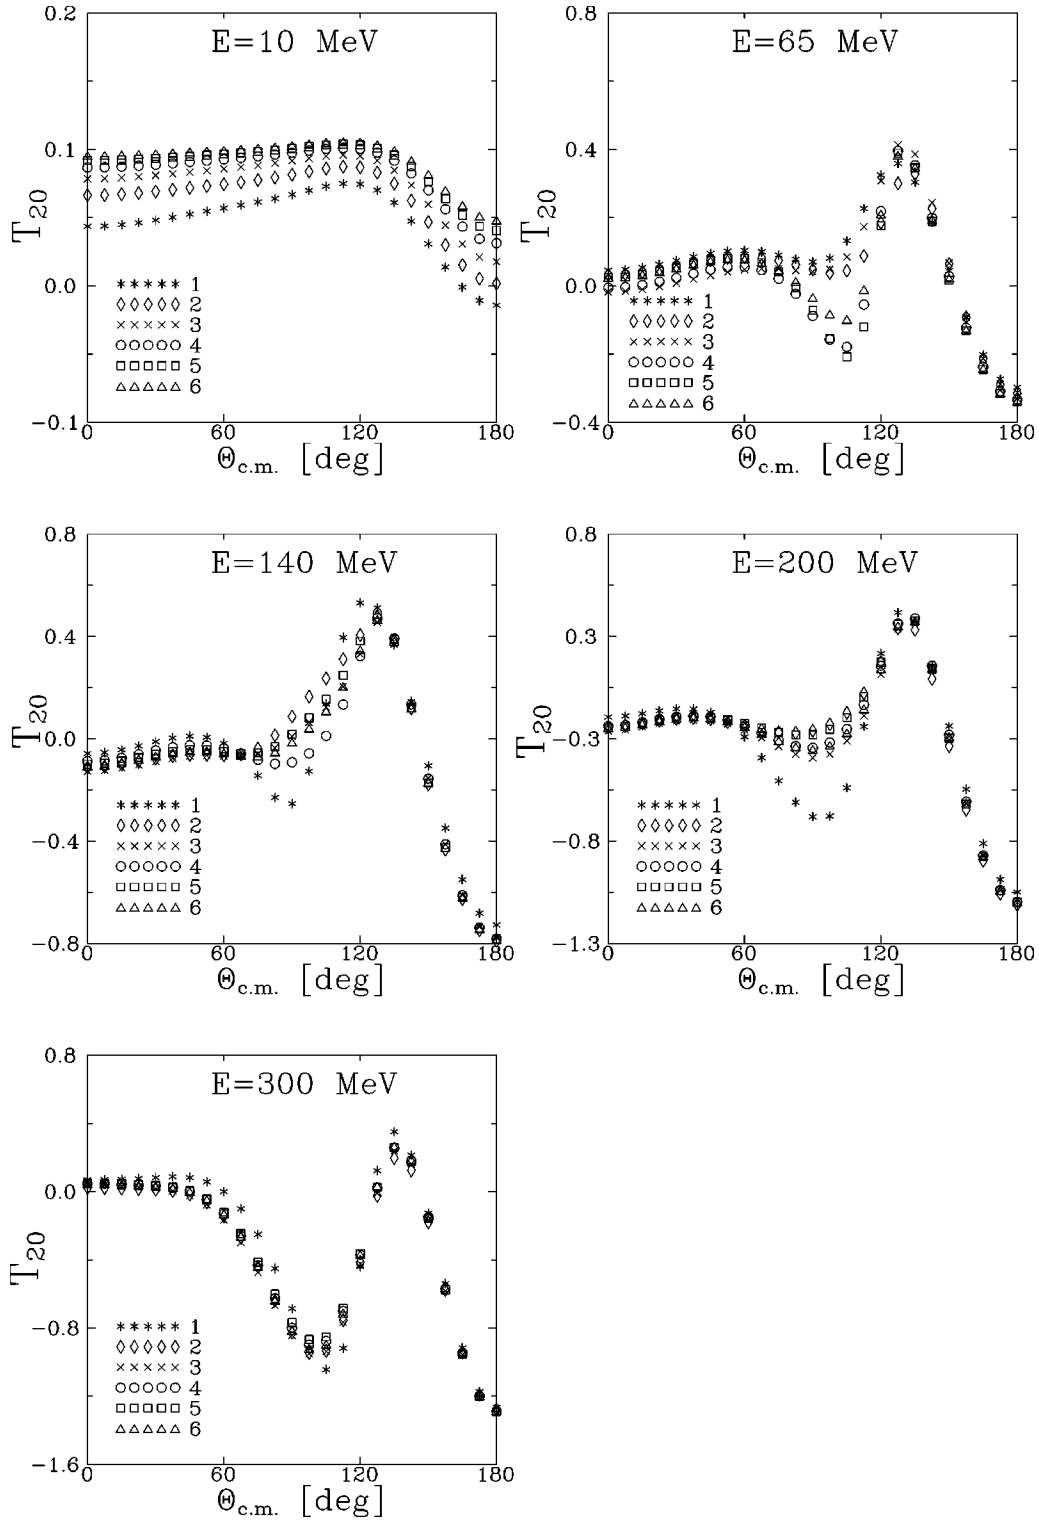 E=10 MeV
0.2
0.1
0.0
−0.1
T20
∗∗∗∗∗ 1
◇◇◇◇◇ 2
××××× 3
○○○○○ 4
□□□□□ 5
△△△△△ 6
0 60 120 180
Θc.m. [deg]
E=65 MeV
0.8
0.4
0.0
−0.4
T20
∗∗∗∗∗ 1
◇◇◇◇◇ 2
××××× 3
○○○○○ 4
□□□□□ 5
△△△△△ 6
0 60 120 180
Θc.m. [deg]
E=140 MeV
0.8
0.4
0.0
−0.4
−0.8
T20
∗∗∗∗∗ 1
◇◇◇◇◇ 2
××××× 3
○○○○○ 4
□□□□□ 5
△△△△△ 6
0 60 120 180
Θc.m. [deg]
E=200 MeV
0.8
0.3
−0.3
−0.8
−1.3
T20
∗∗∗∗∗ 1
◇◇◇◇◇ 2
××××× 3
○○○○○ 4
□□□□□ 5
△△△△△ 6
0 60 120 180
Θc.m. [deg]
E=300 MeV
0.8
0.0
−0.8
−1.6
T20
∗∗∗∗∗ 1
◇◇◇◇◇ 2
××××× 3
○○○○○ 4
□□□□□ 5
△△△△△ 6
0 60 120 180
Θc.m. [deg]